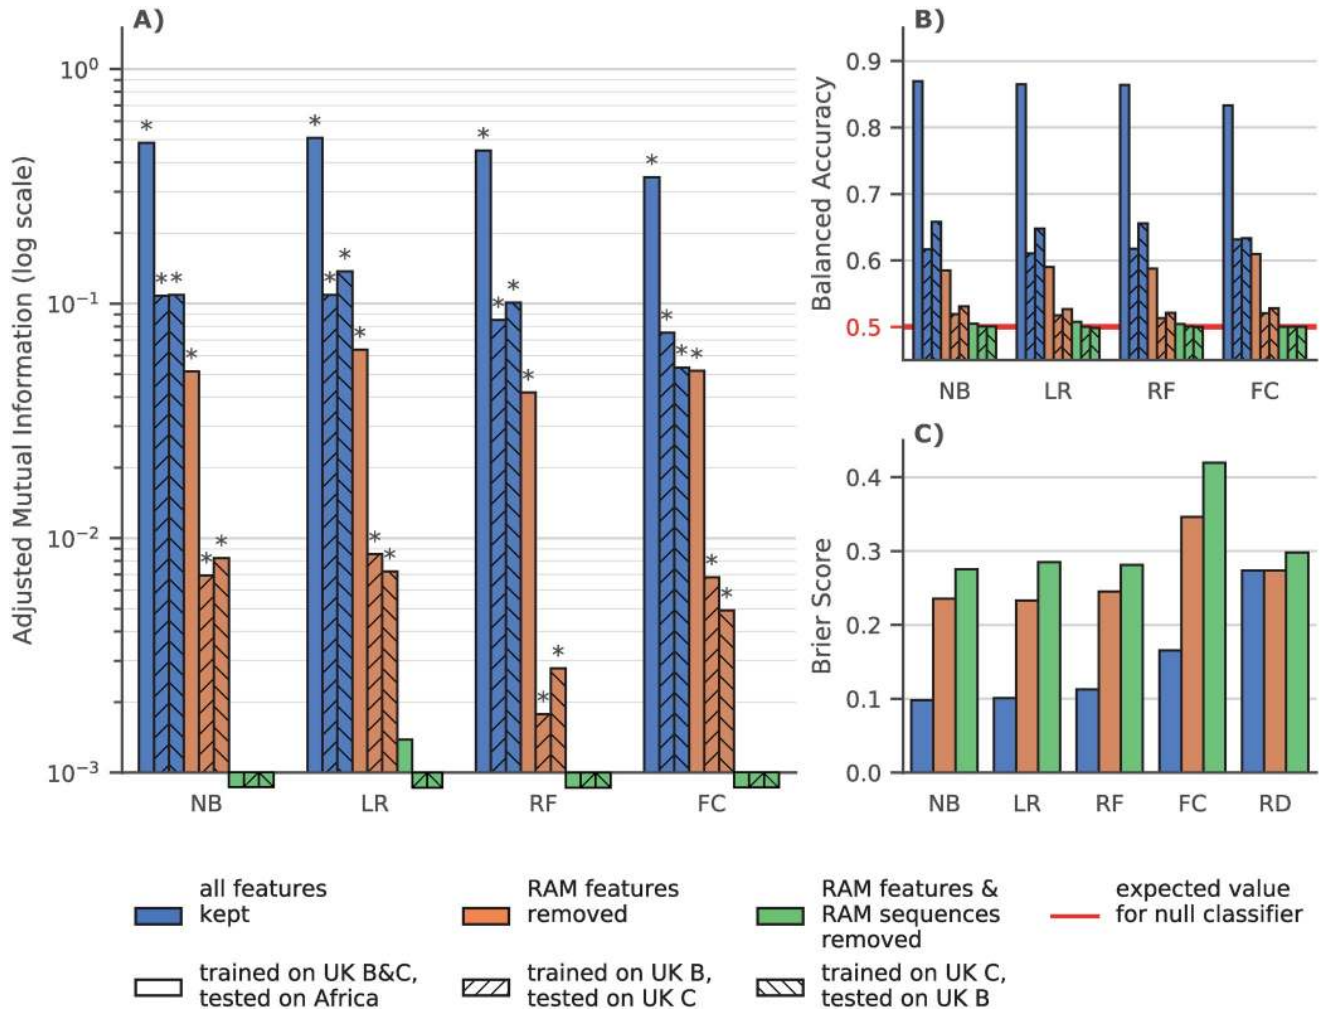 A)
Adjusted Mutual Information (log scale)
10⁰
10⁻¹
10⁻²
10⁻³
* * * * * *
* * * * * *
* * * * * *
* * * * * *
NB LR RF FC
B)
Balanced Accuracy
0.9
0.8
0.7
0.6
0.5
NB LR RF FC
C)
Brier Score
0.4
0.3
0.2
0.1
0.0
NB LR RF FC RD
all features
kept
RAM features
removed
RAM features &
RAM sequences
removed
expected value
for null classifier
trained on UK B&C,
tested on Africa
trained on UK B,
tested on UK C
trained on UK C,
tested on UK B